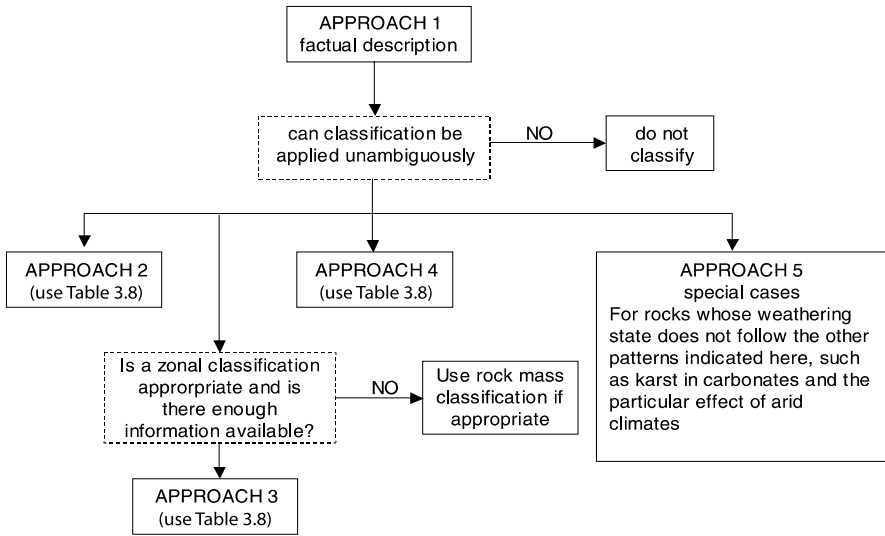 APPROACH 1
factual description
can classification be
applied unambiguously
NO
do not
classify
APPROACH 2
(use Table 3.8)
APPROACH 4
(use Table 3.8)
APPROACH 5
special cases
For rocks whose weathering
state does not follow the other
patterns indicated here, such
as karst in carbonates and the
particular effect of arid
climates
Is a zonal classification
approrpriate and is
there enough
information available?
NO
Use rock mass
classification if
appropriate
APPROACH 3
(use Table 3.8)